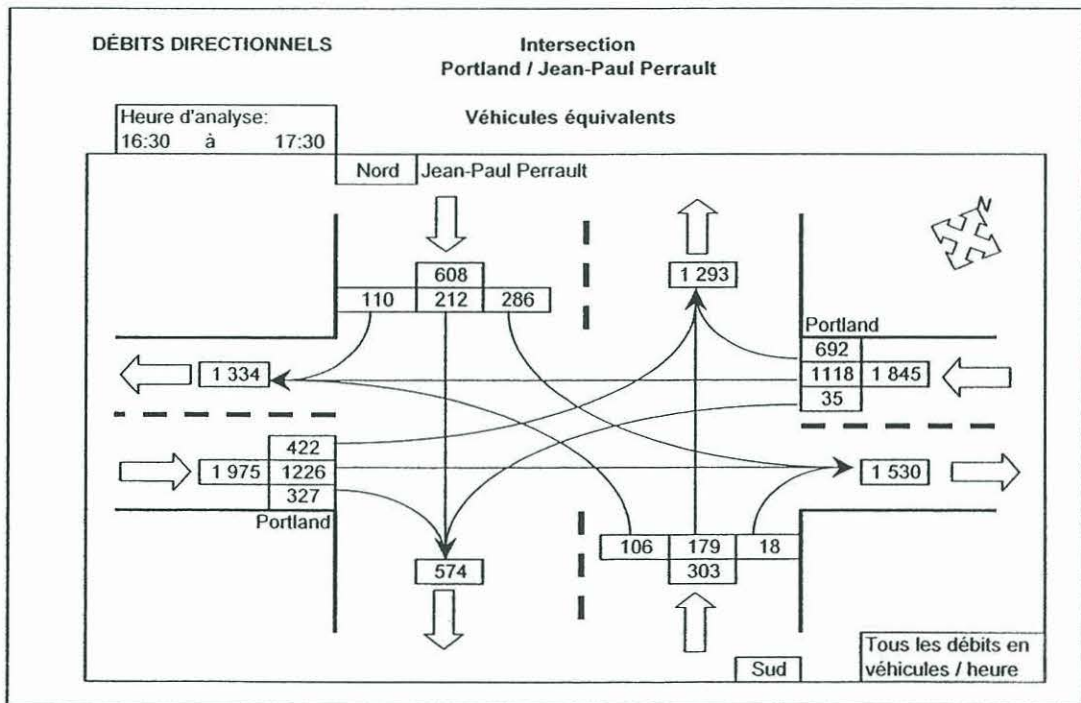 DÉBITS DIRECTIONNELS
Intersection
Portland / Jean-Paul Perrault
Heure d'analyse:
16:30 à 17:30
Véhicules équivalents
Nord
Jean-Paul Perrault
N
608
110 212 286
1 293
Portland
692
1118 1 845
35
1 334
422
1 975 1226
327
Portland
1 530
106 179 18
303
574
Sud
Tous les débits en
véhicules / heure